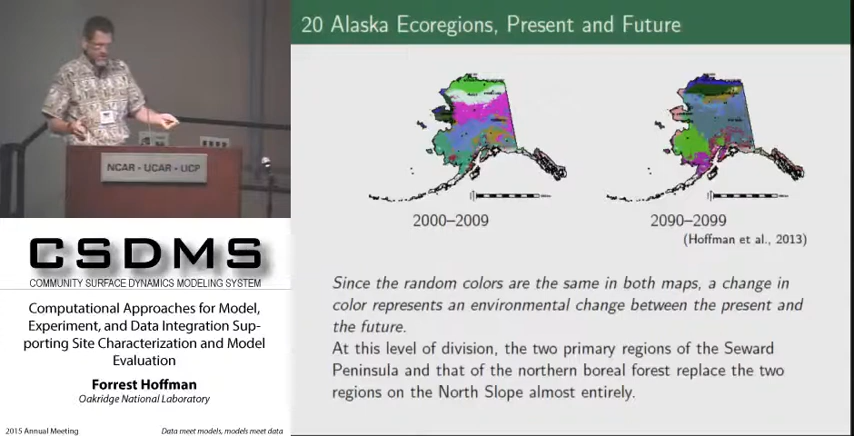 20 Alaska Ecoregions, Present and Future
NCAR - UCAR - UCP
2000–2009
2090–2099
(Hoffman et al., 2013)
CSDMS
COMMUNITY SURFACE DYNAMICS MODELING SYSTEM
Computational Approaches for Model,
Experiment, and Data Integration Sup-
porting Site Characterization and Model
Evaluation
Forrest Hoffman
Oakridge National Laboratory
2015 Annual Meeting
Data meet models, models meet data
Since the random colors are the same in both maps, a change in
color represents an environmental change between the present and
the future.
At this level of division, the two primary regions of the Seward
Peninsula and that of the northern boreal forest replace the two
regions on the North Slope almost entirely.